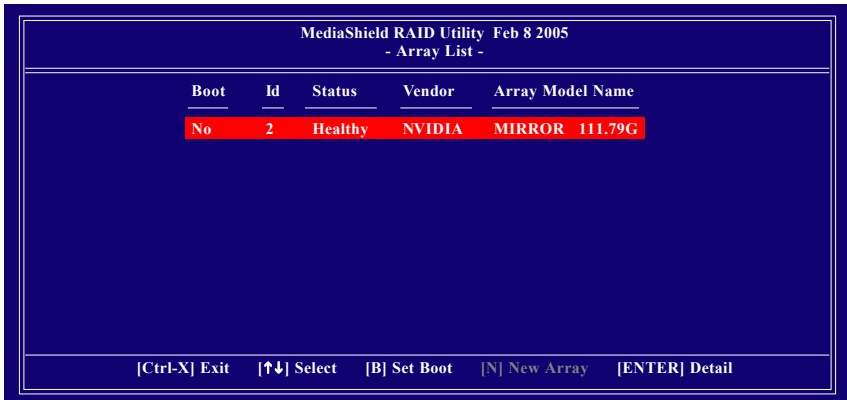 MediaShield RAID Utility Feb 8 2005
- Array List -
Boot Id Status Vendor Array Model Name
No 2 Healthy NVIDIA MIRROR 111.79G
[Ctrl-X] Exit [↑↓] Select [B] Set Boot [N] New Array [ENTER] Detail